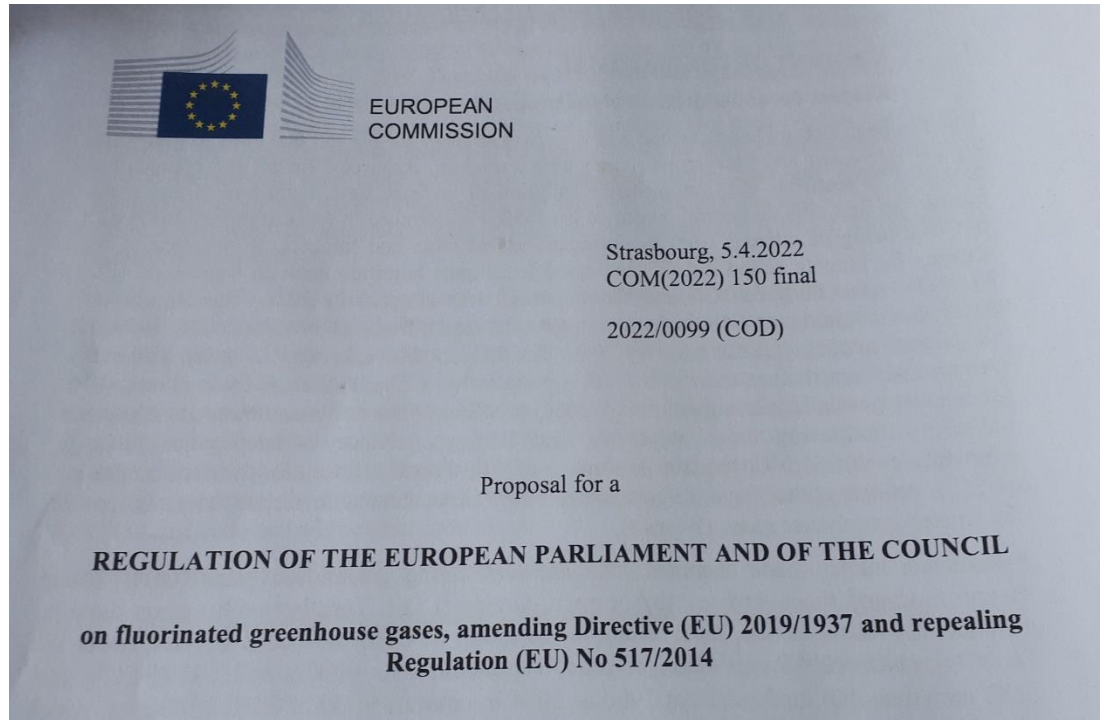 EUROPEAN
COMMISSION
Strasbourg, 5.4.2022
COM(2022) 150 final
2022/0099 (COD)
Proposal for a
REGULATION OF THE EUROPEAN PARLIAMENT AND OF THE COUNCIL
on fluorinated greenhouse gases, amending Directive (EU) 2019/1937 and repealing
Regulation (EU) No 517/2014